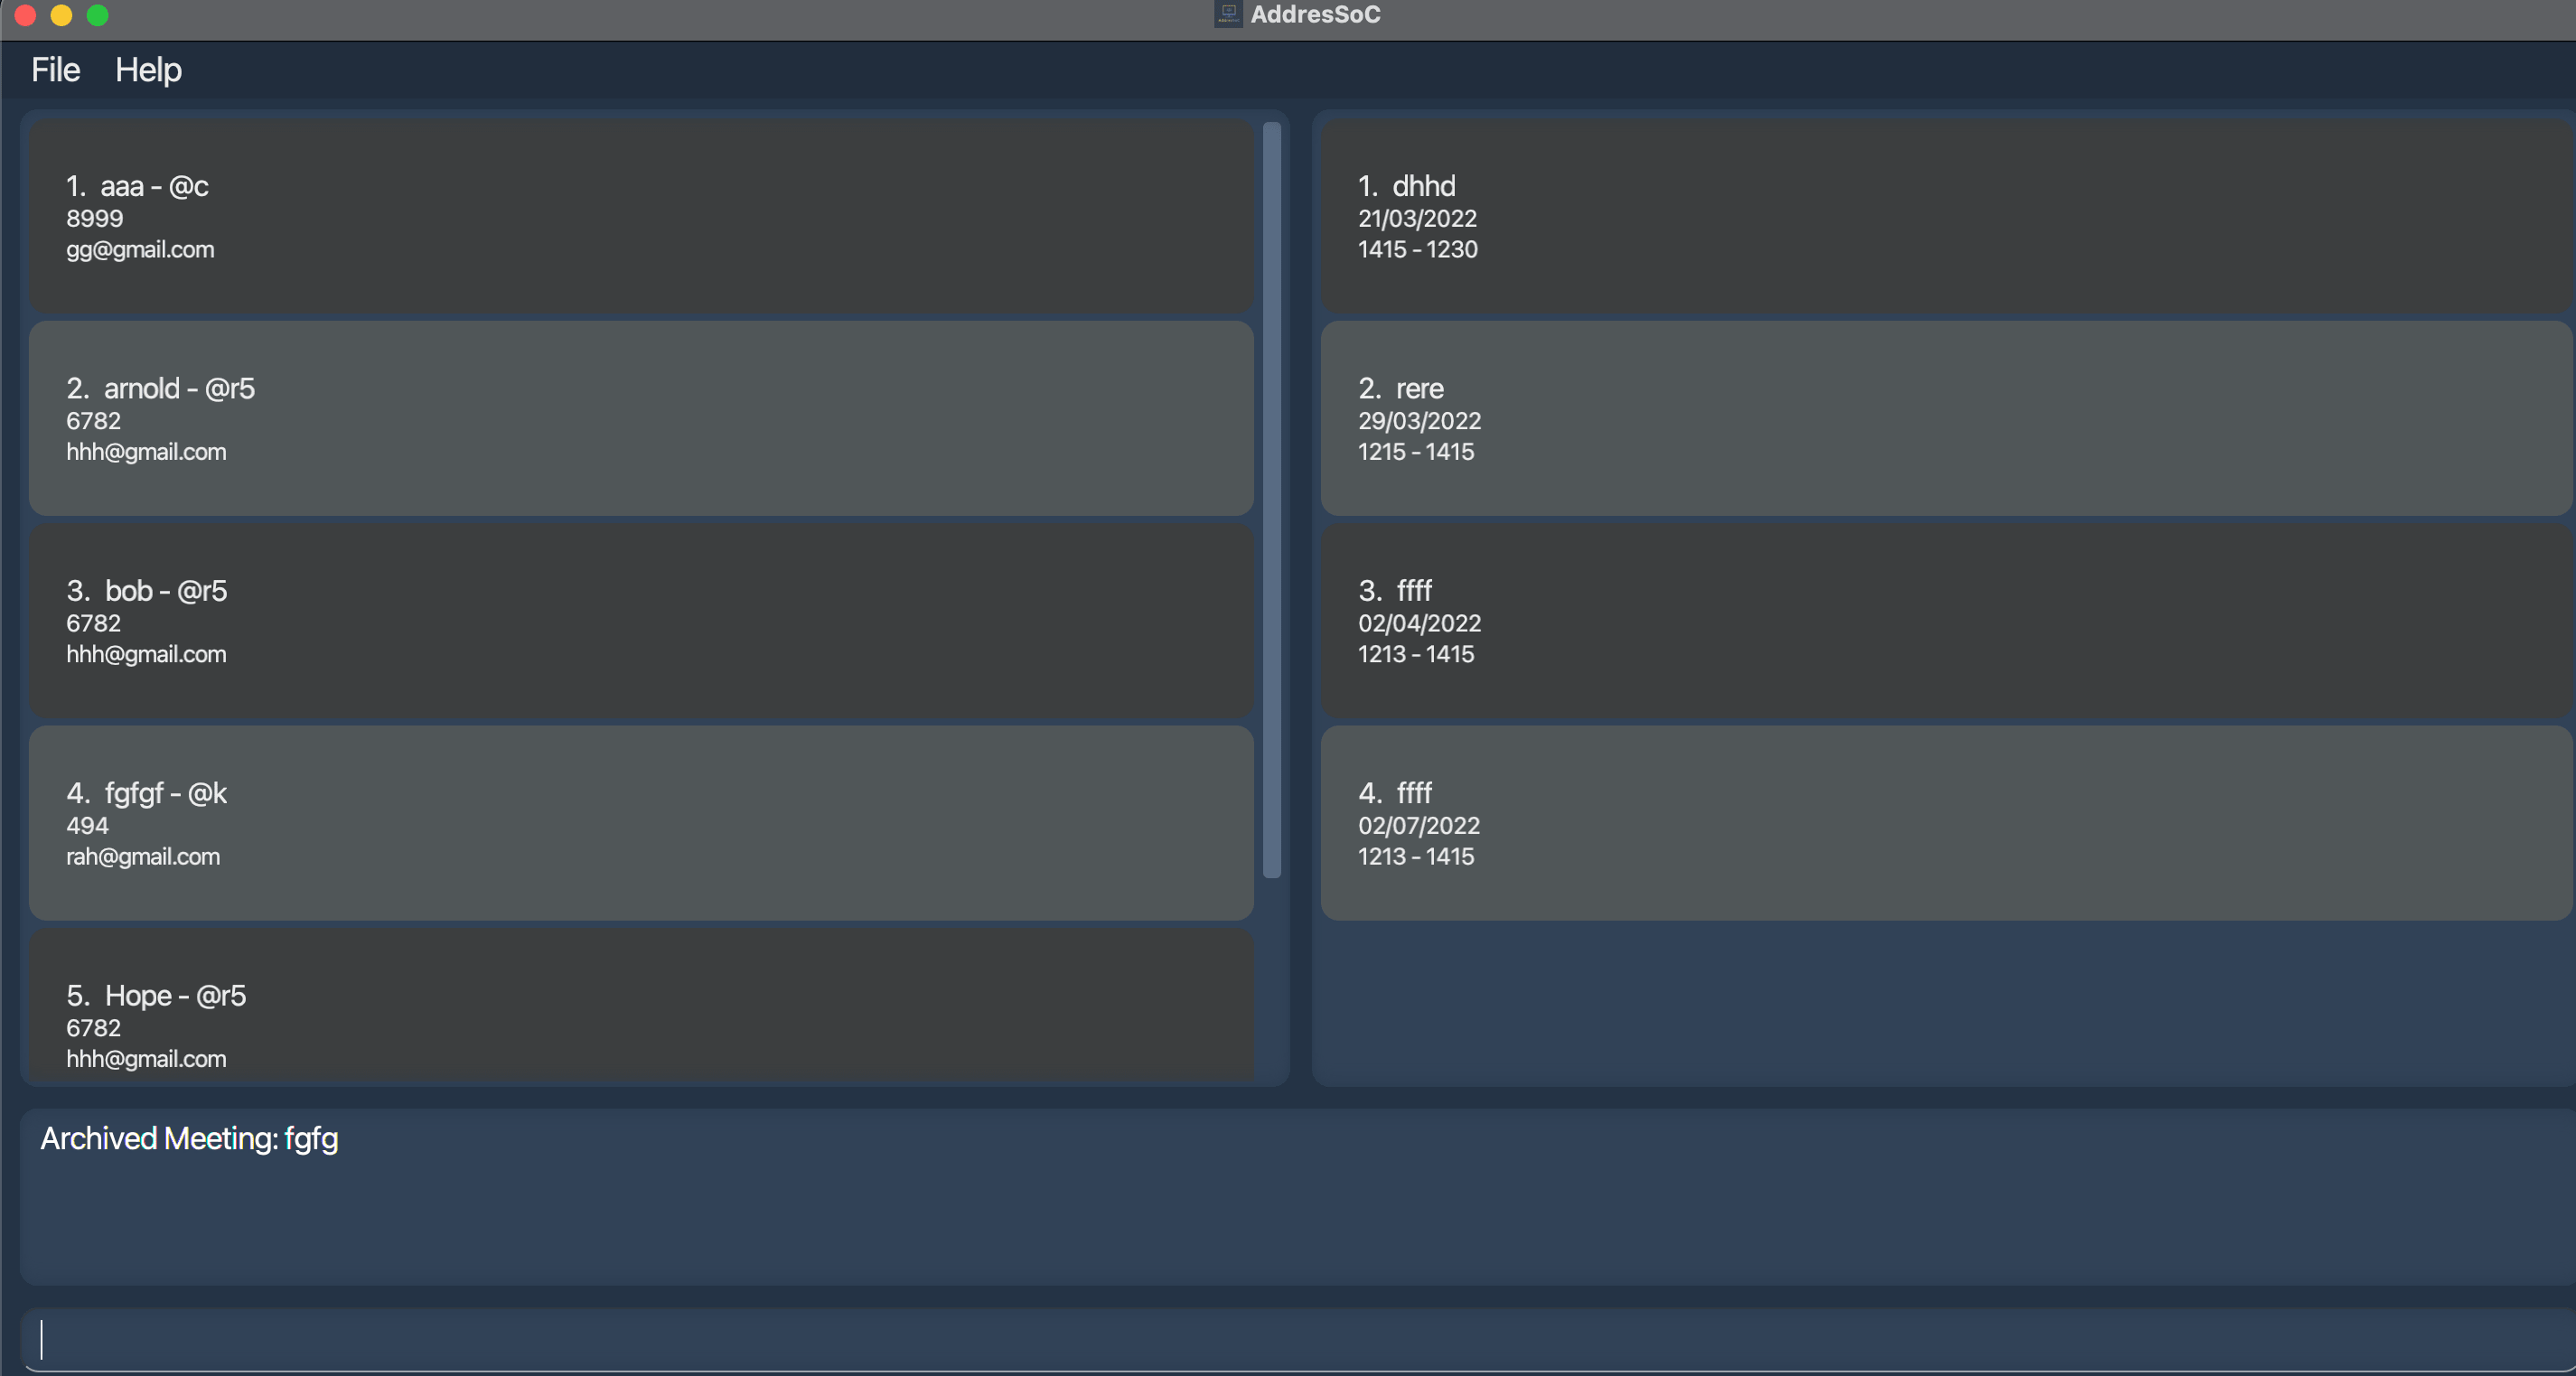 AddresSoC
File Help
1. aaa - @c
8999
gg@gmail.com
2. arnold - @r5
6782
hhh@gmail.com
3. bob - @r5
6782
hhh@gmail.com
4. fgfgf - @k
494
rah@gmail.com
5. Hope - @r5
6782
hhh@gmail.com
1. dhhd
21/03/2022
1415 - 1230
2. rere
29/03/2022
1215 - 1415
3. ffff
02/04/2022
1213 - 1415
4. ffff
02/07/2022
1213 - 1415
Archived Meeting: fgfg